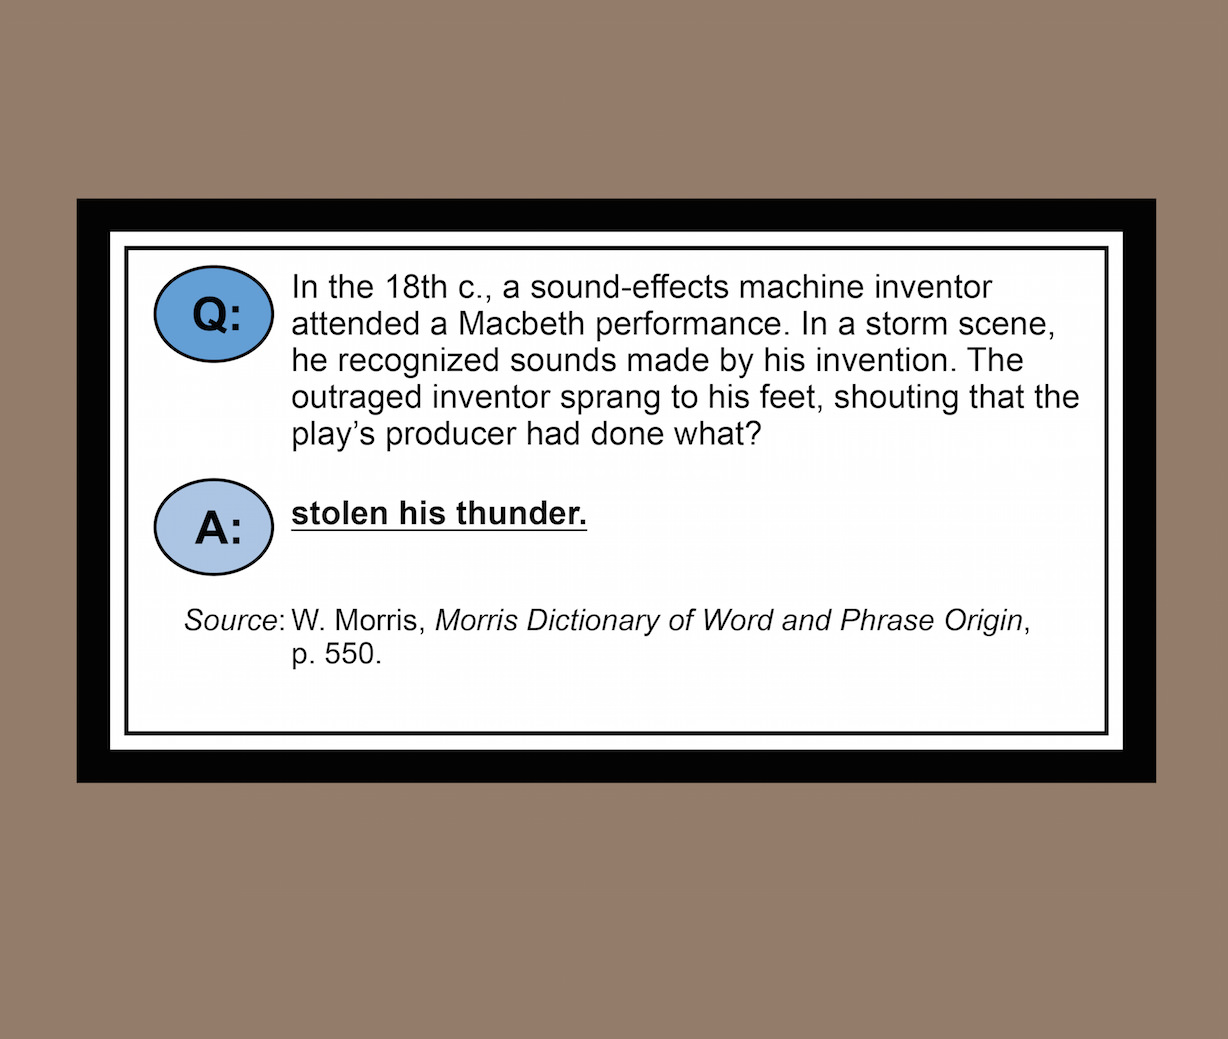 Q:
In the 18th c., a sound-effects machine inventor
attended a Macbeth performance. In a storm scene,
he recognized sounds made by his invention. The
outraged inventor sprang to his feet, shouting that the
play’s producer had done what?
A:
stolen his thunder.
Source: W. Morris, Morris Dictionary of Word and Phrase Origin,
p. 550.